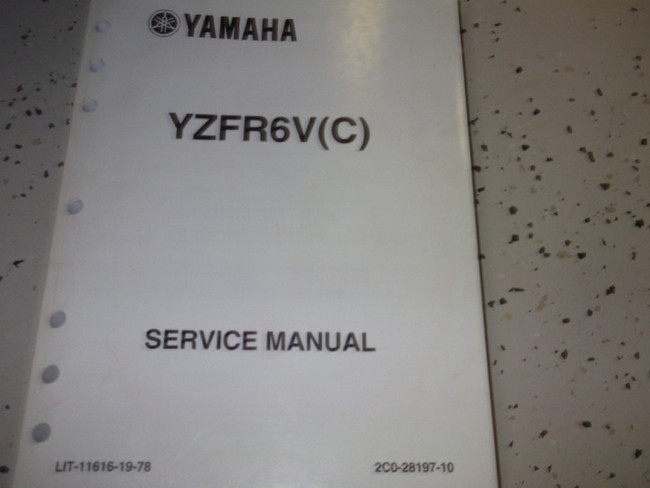 YAMAHA
YZFR6V(C)
SERVICE MANUAL
LIT-11616-19-78
2C0-28197-10